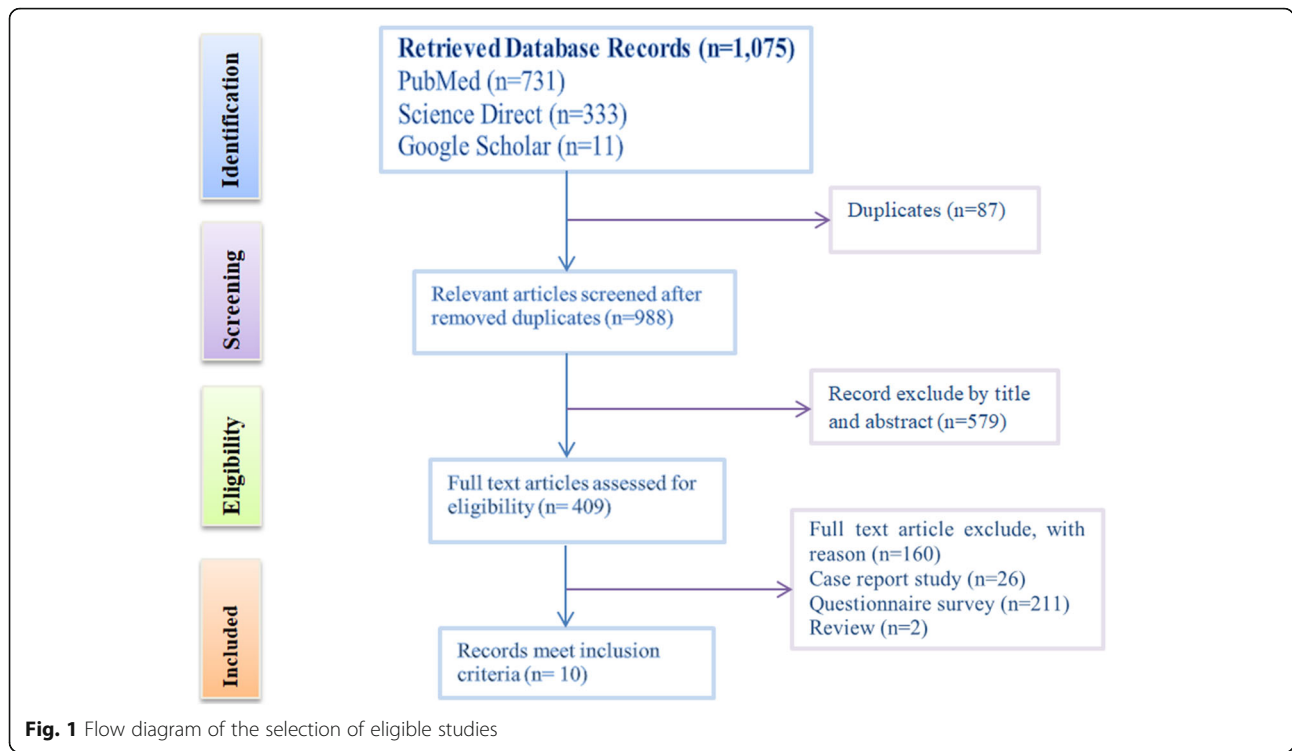 Identification
Retrieved Database Records (n=1,075)
PubMed (n=731)
Science Direct (n=333)
Google Scholar (n=11)
Duplicates (n=87)
Screening
Relevant articles screened after
removed duplicates (n=988)
Record exclude by title
and abstract (n=579)
Eligibility
Full text articles assessed for
eligibility (n= 409)
Full text article exclude, with
reason (n=160)
Case report study (n=26)
Questionnaire survey (n=211)
Review (n=2)
Included
Records meet inclusion
criteria (n= 10)
Fig. 1 Flow diagram of the selection of eligible studies